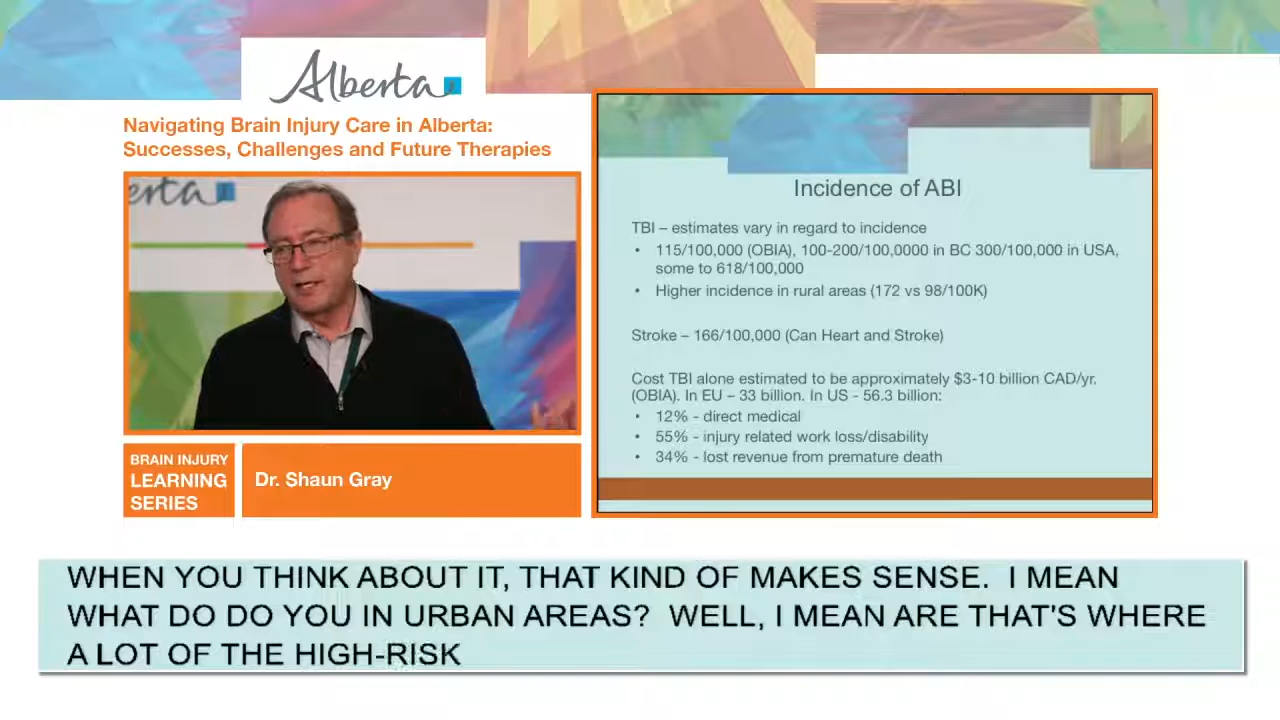 Alberta
Navigating Brain Injury Care in Alberta:
Successes, Challenges and Future Therapies
erta
BRAIN INJURY
LEARNING
SERIES
Dr. Shaun Gray
Incidence of ABI
TBI – estimates vary in regard to incidence
• 115/100,000 (OBIA), 100-200/100,0000 in BC 300/100,000 in USA,
some to 618/100,000
• Higher incidence in rural areas (172 vs 98/100K)
Stroke – 166/100,000 (Can Heart and Stroke)
Cost TBI alone estimated to be approximately $3-10 billion CAD/yr.
(OBIA). In EU – 33 billion. In US - 56.3 billion:
• 12% - direct medical
• 55% - injury related work loss/disability
• 34% - lost revenue from premature death
WHEN YOU THINK ABOUT IT, THAT KIND OF MAKES SENSE.  I MEAN
WHAT DO DO YOU IN URBAN AREAS?  WELL, I MEAN ARE THAT'S WHERE
A LOT OF THE HIGH-RISK